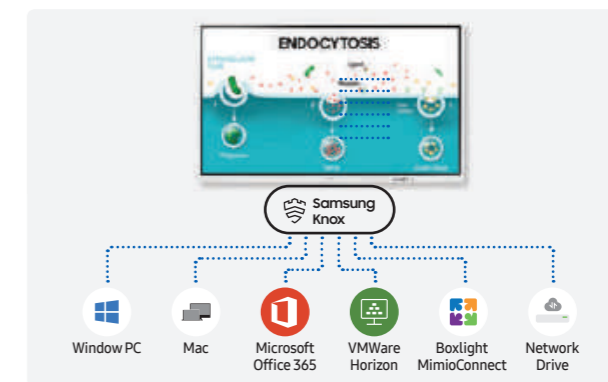 ENDOCYTOSIS
Samsung
Knox
Window PC
Mac
Microsoft
Office 365
VMWare
Horizon
Boxlight
MimioConnect
Network
Drive